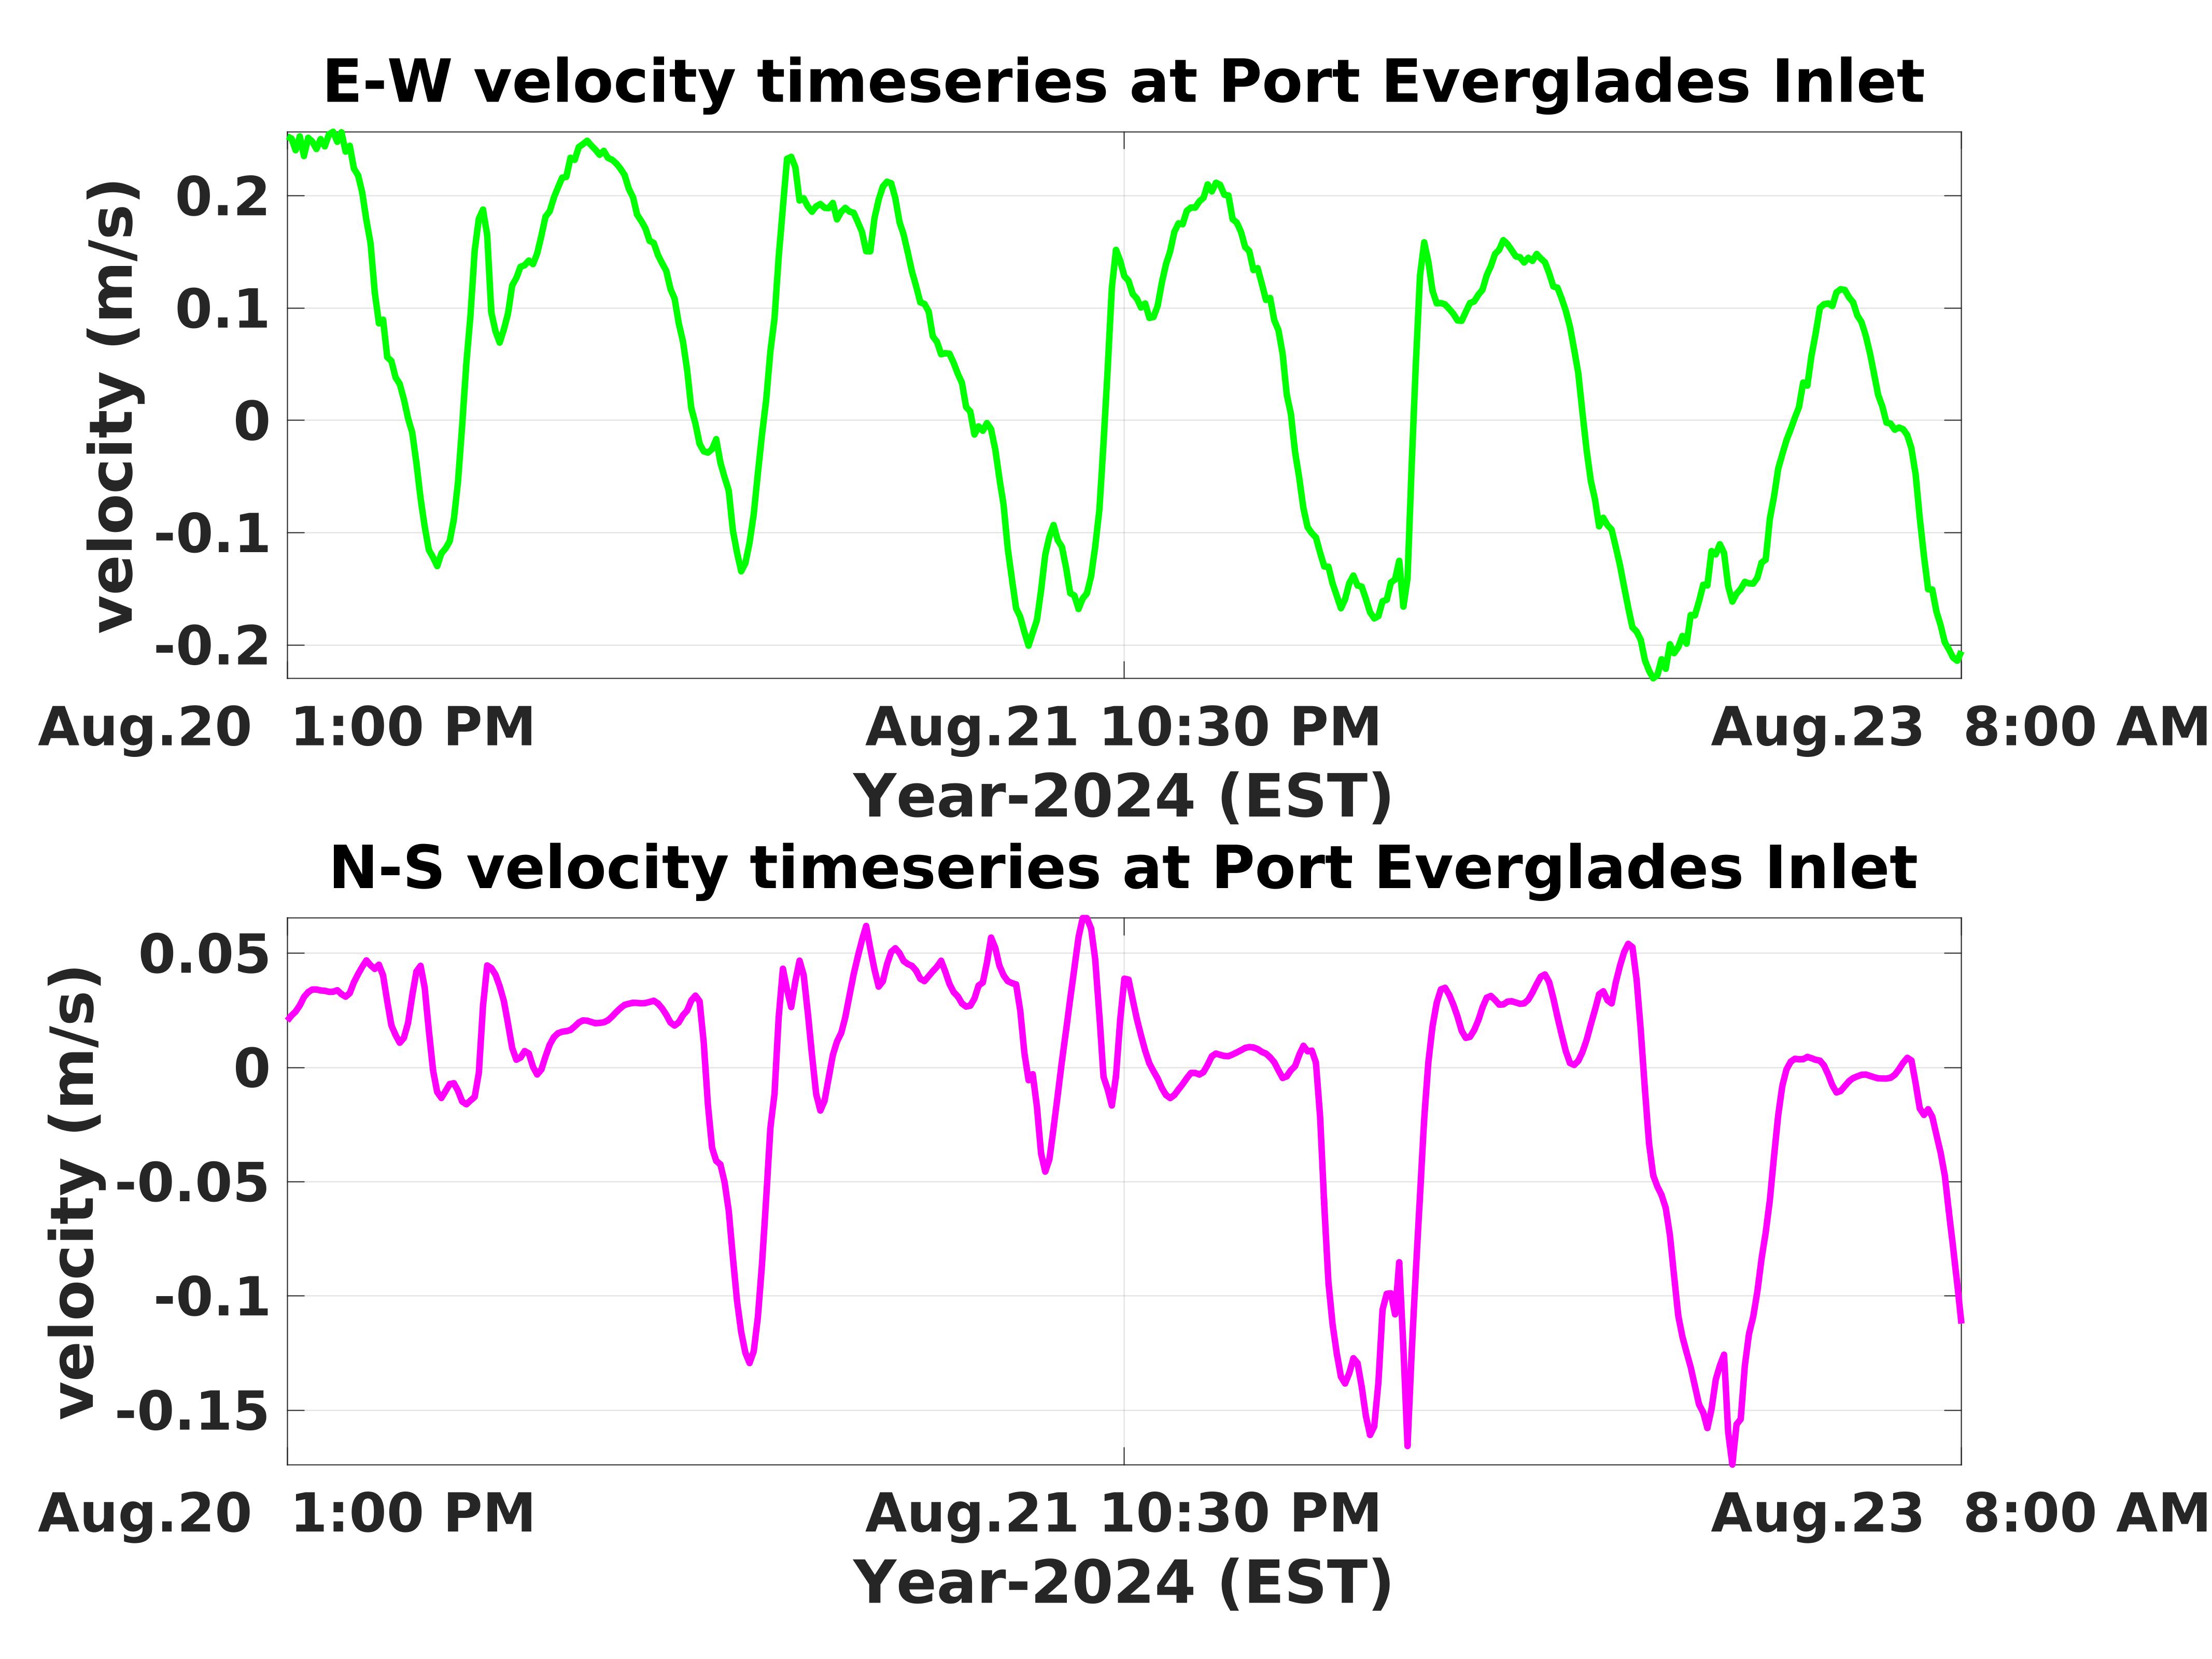 E-W velocity timeseries at Port Everglades Inlet
velocity (m/s)
0.2
0.1
0
-0.1
-0.2
Aug.20 1:00 PM
Aug.21 10:30 PM
Aug.23 8:00 AM
Year-2024 (EST)
N-S velocity timeseries at Port Everglades Inlet
velocity (m/s)
0.05
0
-0.05
-0.1
-0.15
Aug.20 1:00 PM
Aug.21 10:30 PM
Aug.23 8:00 AM
Year-2024 (EST)